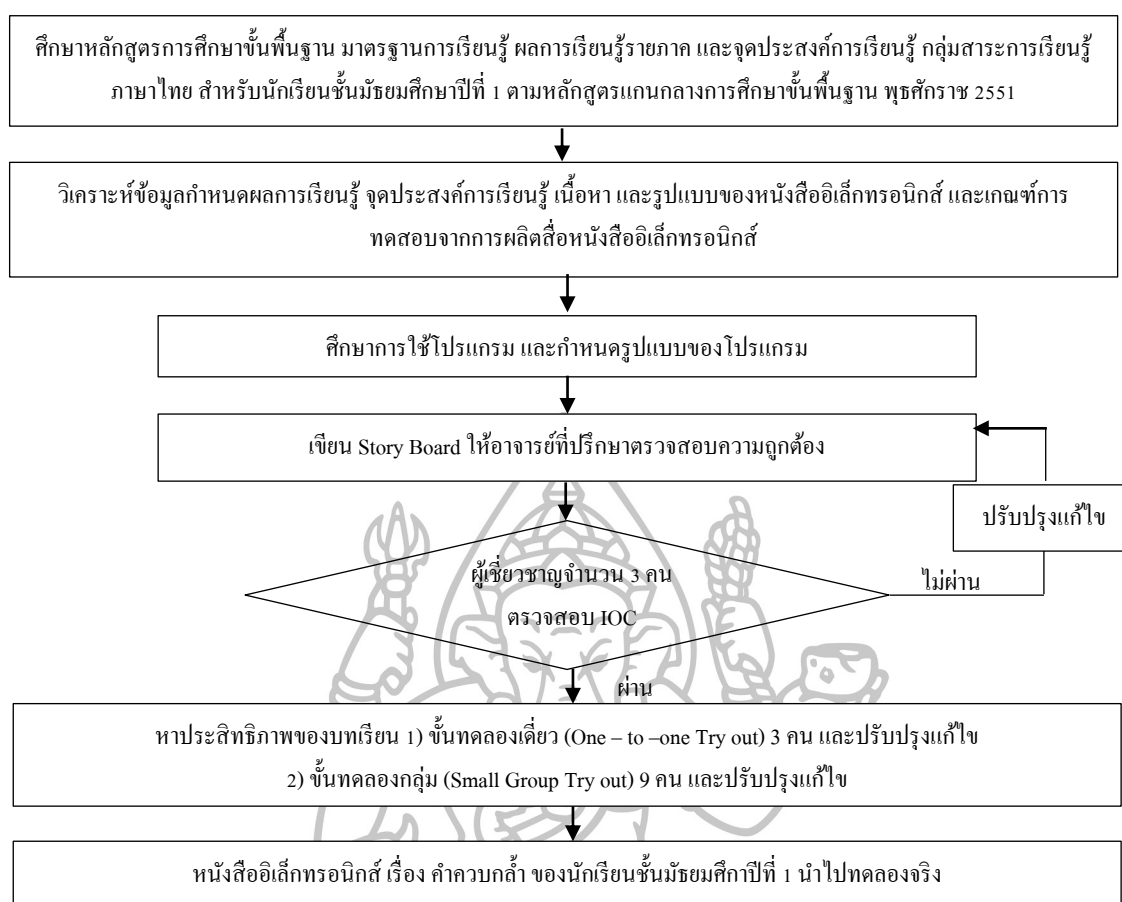 ศึกษาหลักสูตรการศึกษาขั้นพื้นฐาน มาตรฐานการเรียนรู้ ผลการเรียนรู้รายภาค และจุดประสงค์การเรียนรู้ กลุ่มสาระการเรียนรู้
ภาษาไทย สำหรับนักเรียนชั้นมัธยมศึกษาปีที่ 1 ตามหลักสูตรแกนกลางการศึกษาขั้นพื้นฐาน พุธศักราช 2551
วิเคราะห์ข้อมูลกำหนดผลการเรียนรู้ จุดประสงค์การเรียนรู้ เนื้อหา และรูปแบบของหนังสืออิเล็กทรอนิกส์ และเกณฑ์การ
ทดสอบจากการผลิตสื่อหนังสืออิเล็กทรอนิกส์
ศึกษาการใช้โปรแกรม และกำหนดรูปแบบของโปรแกรม
เขียน Story Board ให้อาจารย์ที่ปรึกษาตรวจสอบความถูกต้อง
ปรับปรุงแก้ไข
ผู้เชี่ยวชาญจำนวน 3 คน
ไม่ผ่าน
ตรวจสอบ IOC
ผ่าน
หาประสิทธิภาพของบทเรียน 1) ขั้นทดลองเดี่ยว (One – to –one Try out) 3 คน และปรับปรุงแก้ไข
2) ขั้นทดลองกลุ่ม (Small Group Try out) 9 คน และปรับปรุงแก้ไข
หนังสืออิเล็กทรอนิกส์ เรื่อง คำควบกล้ำ ของนักเรียนชั้นมัธยมศึกาปีที่ 1 นำไปทดลองจริง